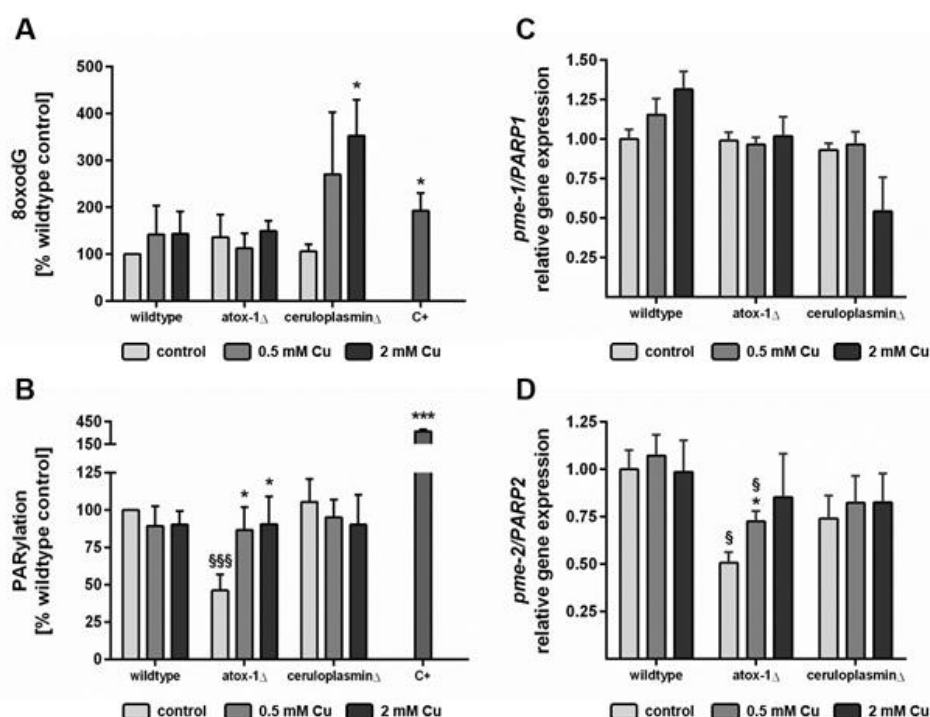 A
8oxodG
[% wildtype control]
500
400
300
200
100
0
*
*
wildtype
atox-1Δ
ceruloplasminΔ
C+
control
0.5 mM Cu
2 mM Cu
C
pme-1/PARP1
relative gene expression
1.50
1.25
1.00
0.75
0.50
0.25
wildtype
atox-1Δ
ceruloplasminΔ
control
0.5 mM Cu
2 mM Cu
B
PARylation
[% wildtype control]
450
150
125
100
75
50
25
0
§§§
*
*
***
wildtype
atox-1Δ
ceruloplasminΔ
C+
control
0.5 mM Cu
2 mM Cu
D
pme-2/PARP2
relative gene expression
1.25
1.00
0.75
0.50
0.25
§
§
*
wildtype
atox-1Δ
ceruloplasminΔ
control
0.5 mM Cu
2 mM Cu